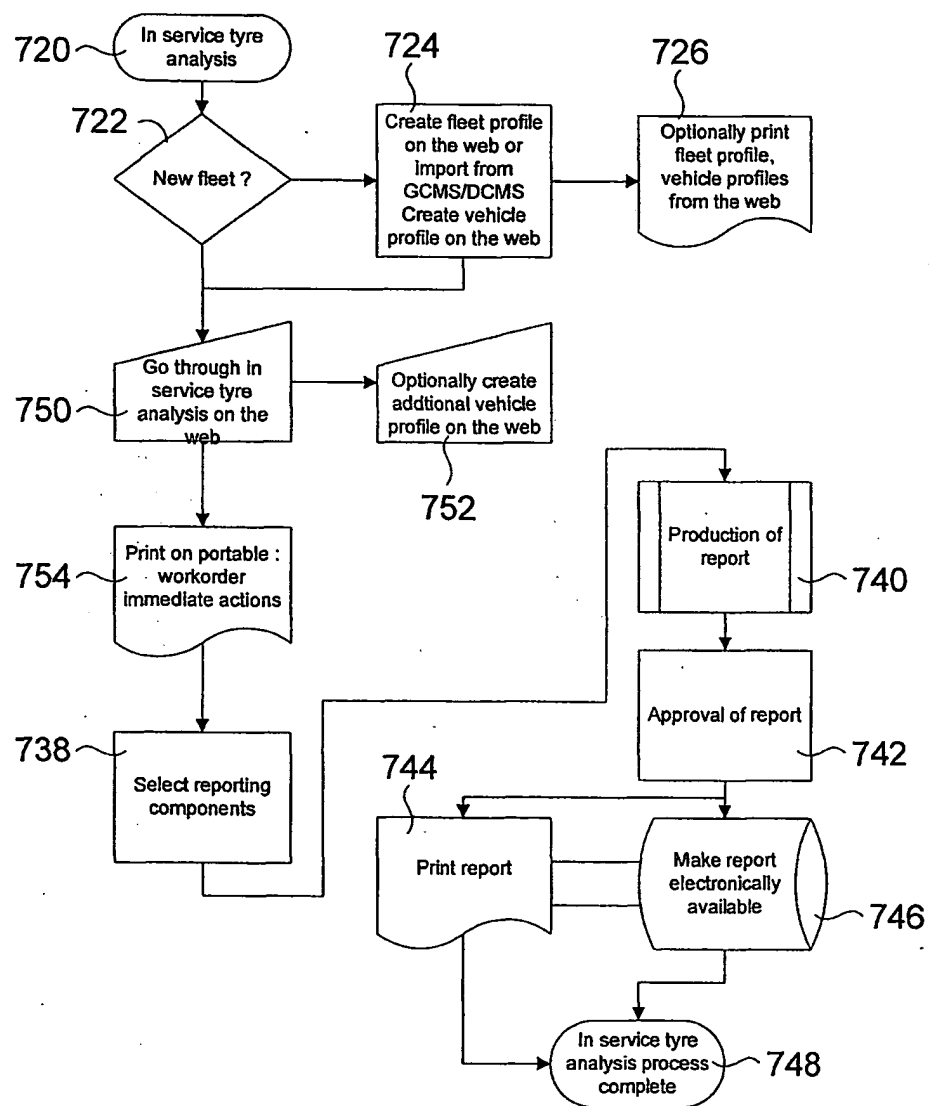 720
In service tyre
analysis
722
New fleet ?
724
Create fleet profile
on the web or
import from
GCMS/DCMS
Create vehicle
profile on the web
726
Optionally print
fleet profile,
vehicle profiles
from the web
750
Go through in
service tyre
analysis on the
web
Optionally create
addtional vehicle
profile on the web
752
754
Print on portable :
workorder
immediate actions
738
Select reporting
components
Production of
report
740
Approval of report
742
744
Print report
Make report
electronically
available
746
In service tyre
analysis process
complete
748